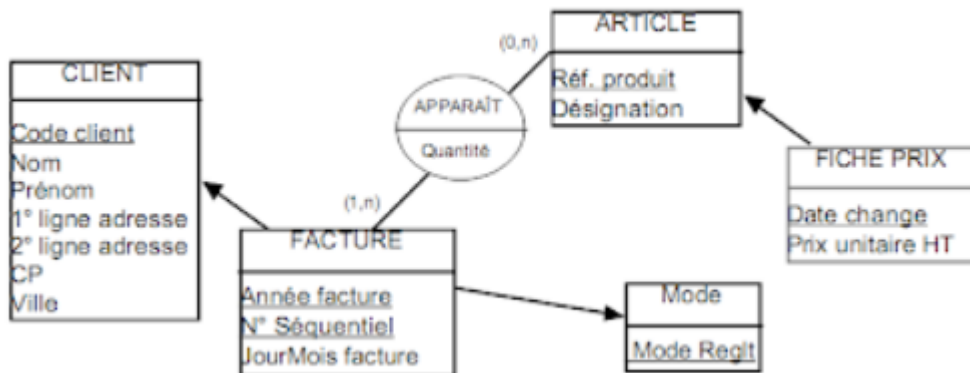 CLIENT
Code client
Nom
Prénom
1° ligne adresse
2° ligne adresse
CP
Ville
(0,n)
ARTICLE
Réf. produit
Désignation
APPARAÎT
Quantité
(1,n)
FICHE PRIX
Date change
Prix unitaire HT
FACTURE
Année facture
N° Séquentiel
JourMois facture
Mode
Mode Reglt